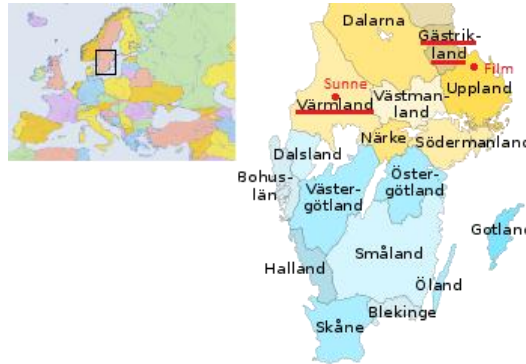 Dalarna
Gästrik-
land
Film
Sunne
Uppland
Värmland
Västman-
land
Närke
Södermanland
Dalsland
Bohus-
län
Väster-
götland
Öster-
götland
Gotland
Småland
Halland
Öland
Blekinge
Skåne